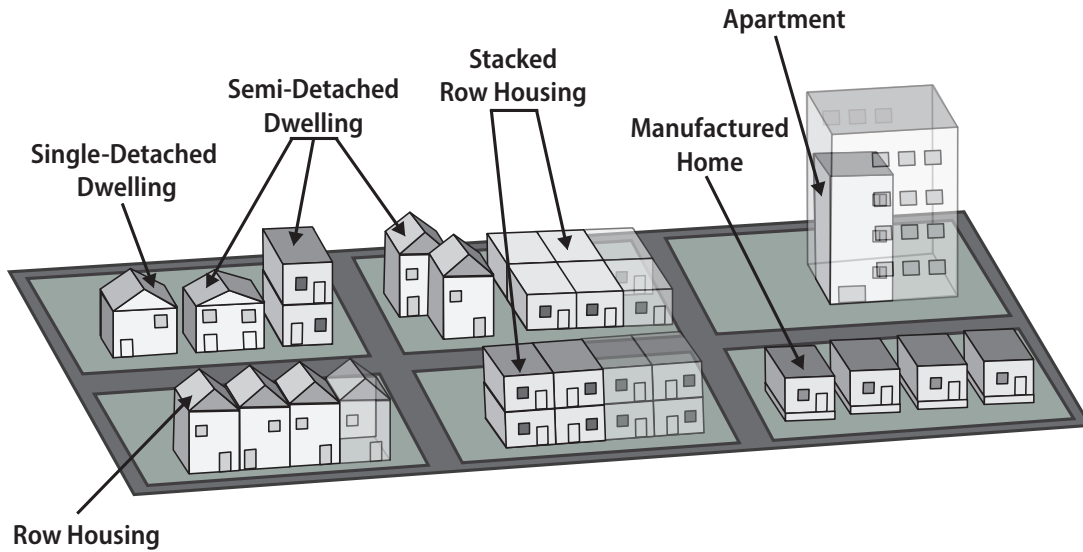 Apartment
Stacked
Row Housing
Semi-Detached
Dwelling
Manufactured
Home
Single-Detached
Dwelling
Row Housing